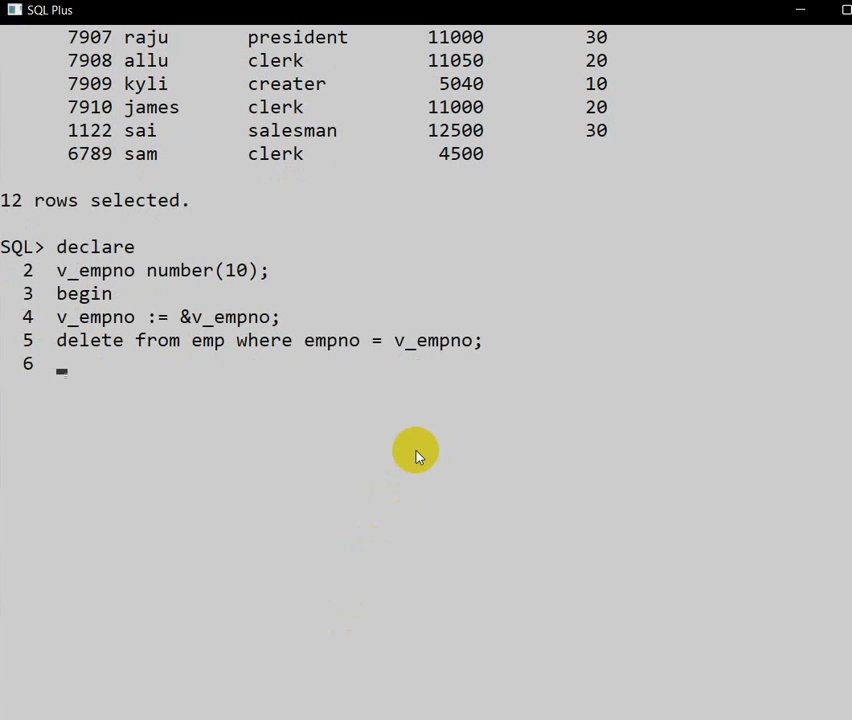 SQL Plus
7907 raju president 11000 30
7908 allu clerk 11050 20
7909 kyli creater 5040 10
7910 james clerk 11000 20
1122 sai salesman 12500 30
6789 sam clerk 4500
12 rows selected.
SQL> declare
2 v_empno number(10);
3 begin
4 v_empno := &v_empno;
5 delete from emp where empno = v_empno;
6